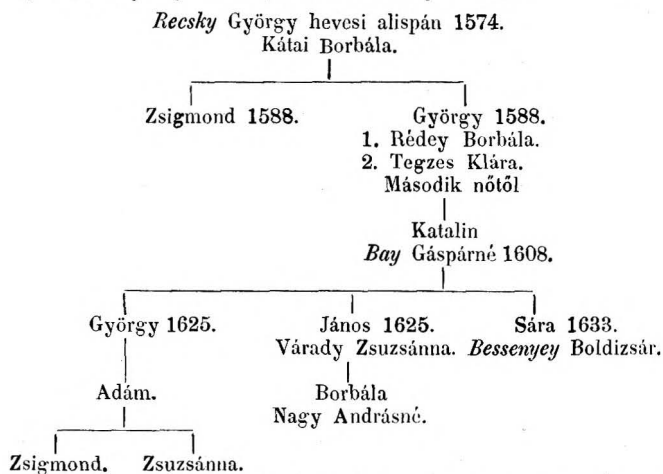 Recsky György hevesi alispán 1574.
Kátai Borbála.
Zsigmond 1588. György 1588.
1. Rédey Borbála.
2. Tegzes Klára.
Második nőtől
Katalin
Bay Gáspárné 1608.
György 1625. János 1625. Sára 1633.
Várady Zsuzsánna. Bessenyey Boldizsár.
Adám. Borbála
Nagy Andrásné.
Zsigmond. Zsuzsánna.